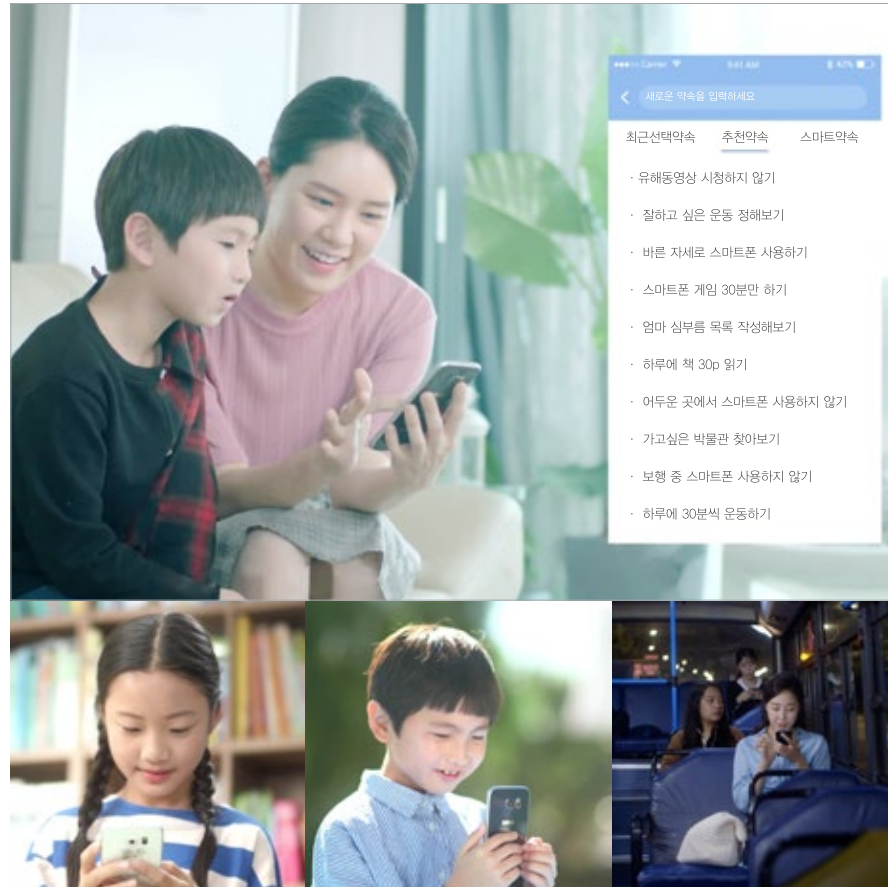 Carrier 9:41 AM 42%
새로운 약속을 입력하세요
최근선택약속 추천약속 스마트약속
· 유해동영상 시청하지 않기
· 잘하고 싶은 운동 정해보기
· 바른 자세로 스마트폰 사용하기
· 스마트폰 게임 30분만 하기
· 엄마 심부름 목록 작성해보기
· 하루에 책 30p 읽기
· 어두운 곳에서 스마트폰 사용하지 않기
· 가고싶은 박물관 찾아보기
· 보행 중 스마트폰 사용하지 않기
· 하루에 30분씩 운동하기